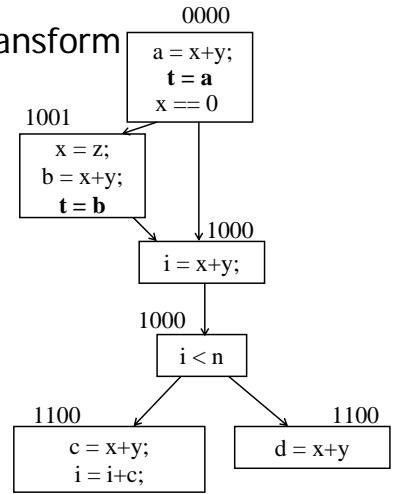 ansform
0000
a = x+y;
t = a
x == 0
1001
x = z;
b = x+y;
t = b
1000
i = x+y;
1000
i < n
1100
c = x+y;
i = i+c;
1100
d = x+y